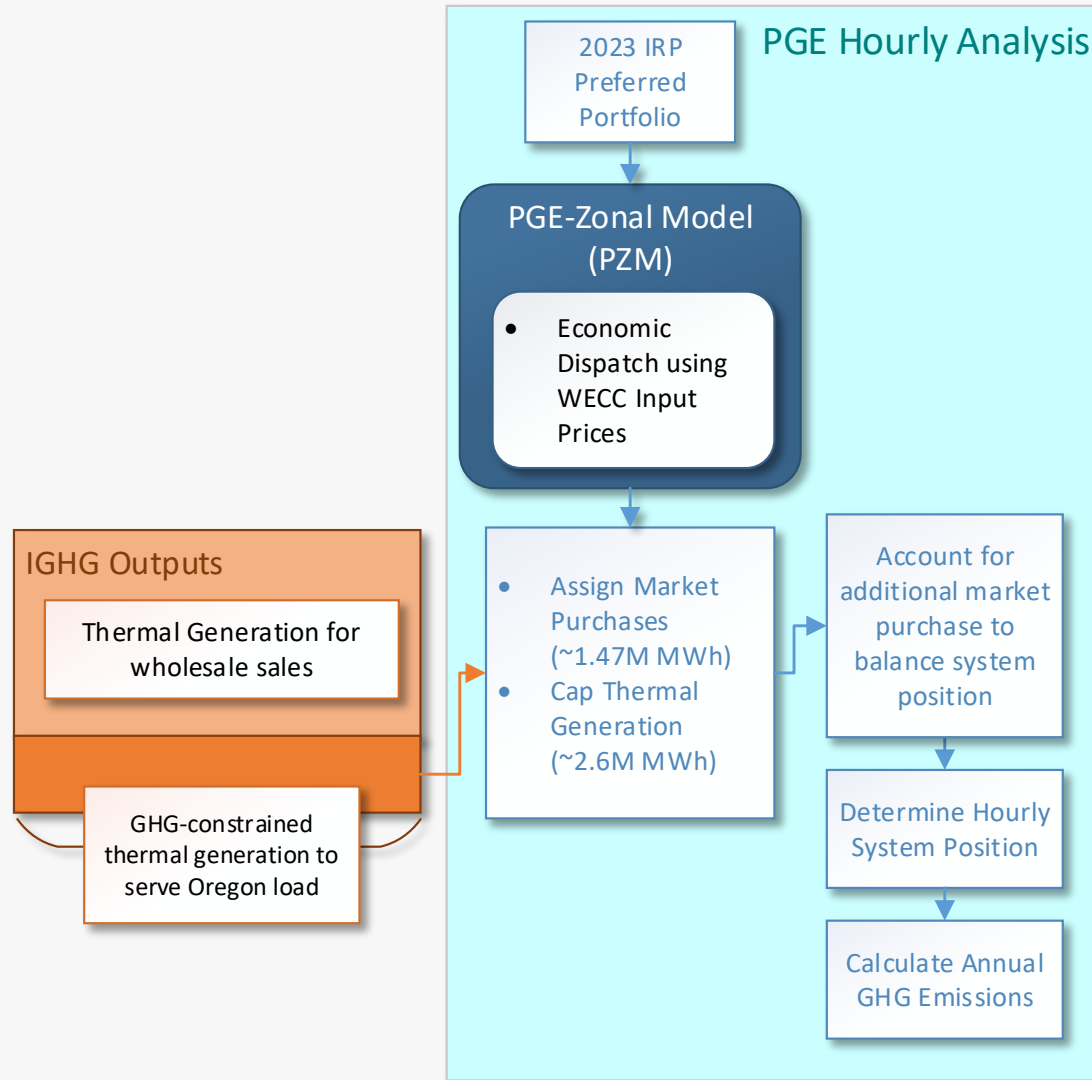 PGE Hourly Analysis
2023 IRP
Preferred
Portfolio
PGE-Zonal Model
(PZM)
• Economic
Dispatch using
WECC Input
Prices
IGHG Outputs
Thermal Generation for
wholesale sales
GHG-constrained
thermal generation to
serve Oregon load
• Assign Market
Purchases
(~1.47M MWh)
• Cap Thermal
Generation
(~2.6M MWh)
Account for
additional market
purchase to
balance system
position
Determine Hourly
System Position
Calculate Annual
GHG Emissions